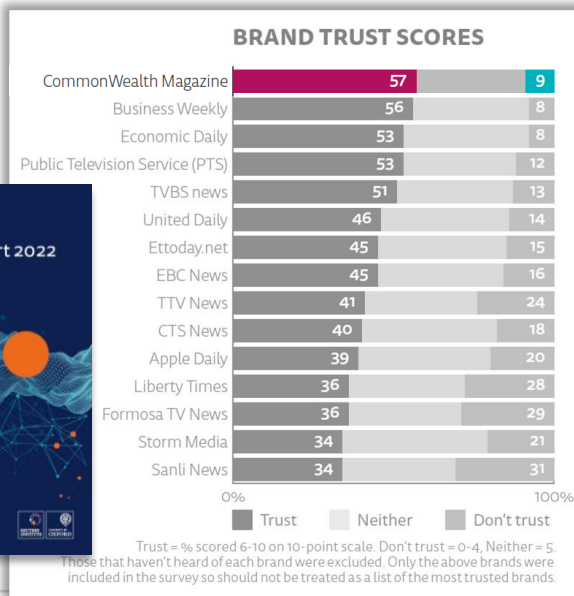 BRAND TRUST SCORES
CommonWealth Magazine 57 9
Business Weekly 56 8
Economic Daily 53 8
Public Television Service (PTS) 53 12
TVBS news 51 13
United Daily 46 14
Ettoday.net 45 15
EBC News 45 16
TTV News 41 24
CTS News 40 18
Apple Daily 39 20
Liberty Times 36 28
Formosa TV News 36 29
Storm Media 34 21
Sanli News 34 31
0% 100%
Trust Neither Don't trust
Trust = % scored 6-10 on 10-point scale. Don't trust = 0-4, Neither = 5.
Those that haven't heard of each brand were excluded. Only the above brands were
included in the survey so should not be treated as a list of the most trusted brands.
rt 2022
REUTERS
INSTITUTE
UNIVERSITY OF
OXFORD